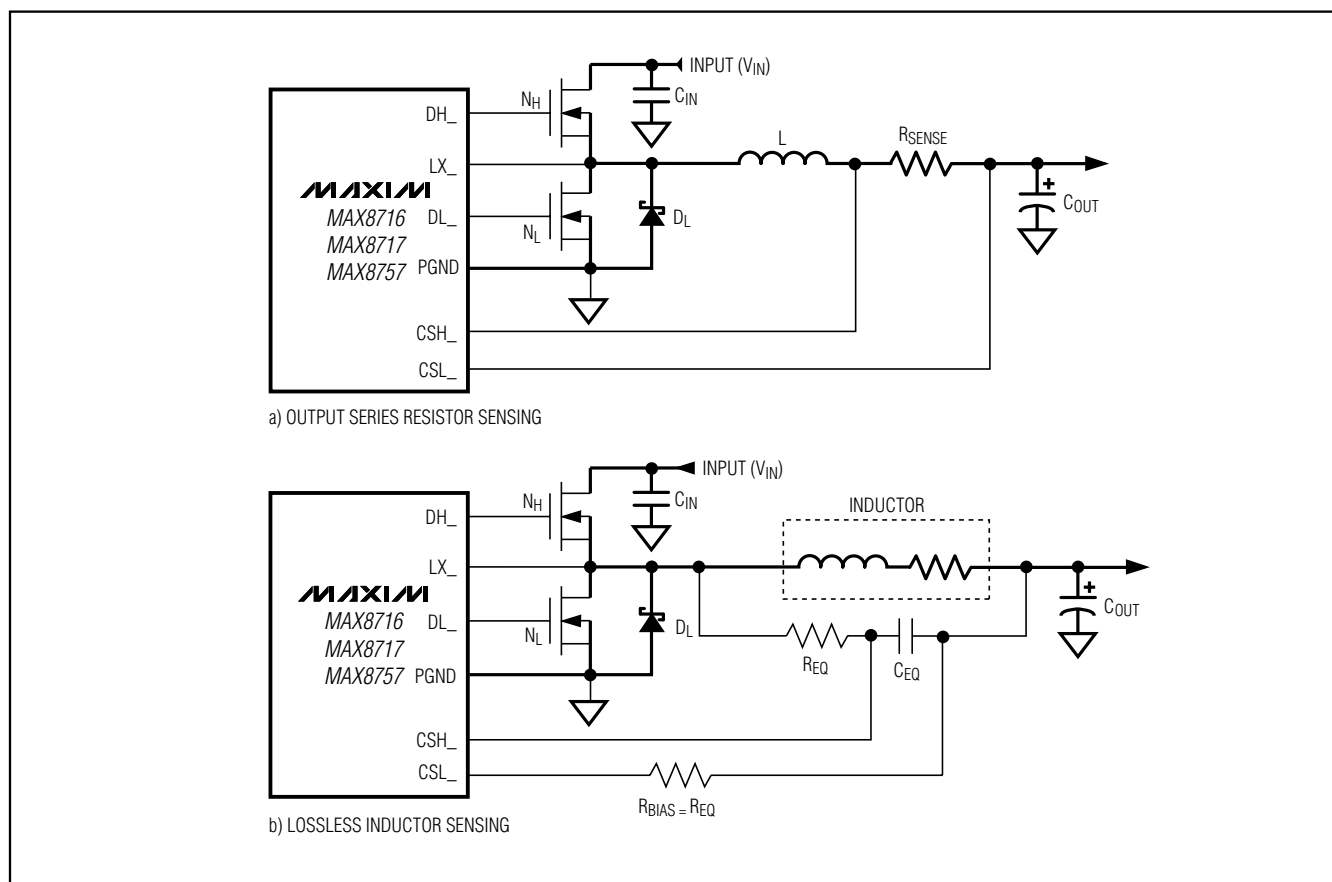 INPUT (VIN)
NH
CIN
DH_
L
RSENSE
LX_
MAXIM
MAX8716
MAX8717
MAX8757
DL_
NL
DL
+
COUT
PGND
CSH_
CSL_
a) OUTPUT SERIES RESISTOR SENSING
INPUT (VIN)
NH
CIN
INDUCTOR
DH_
LX_
MAXIM
MAX8716
MAX8717
MAX8757
DL_
NL
DL
+
COUT
REQ
CEQ
PGND
CSH_
CSL_
RBIAS = REQ
b) LOSSLESS INDUCTOR SENSING